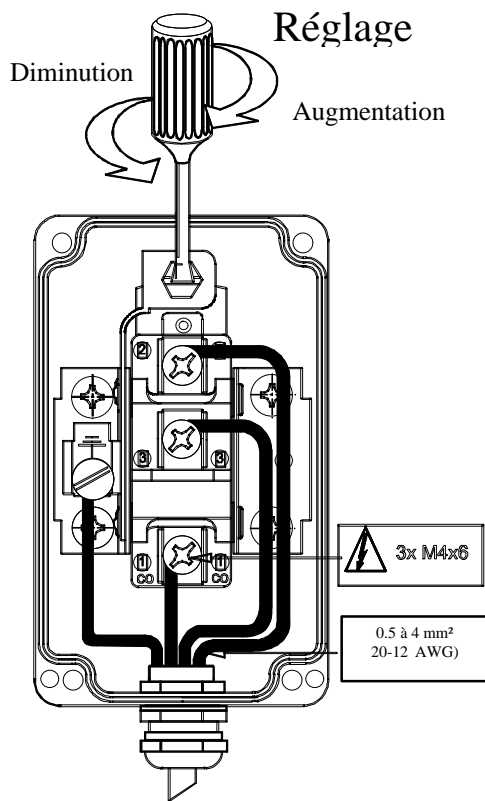 Réglage
Diminution
Augmentation
2
3
3
1
1
CO
CO
3x M4x6
0.5 à 4 mm²
20-12 AWG)